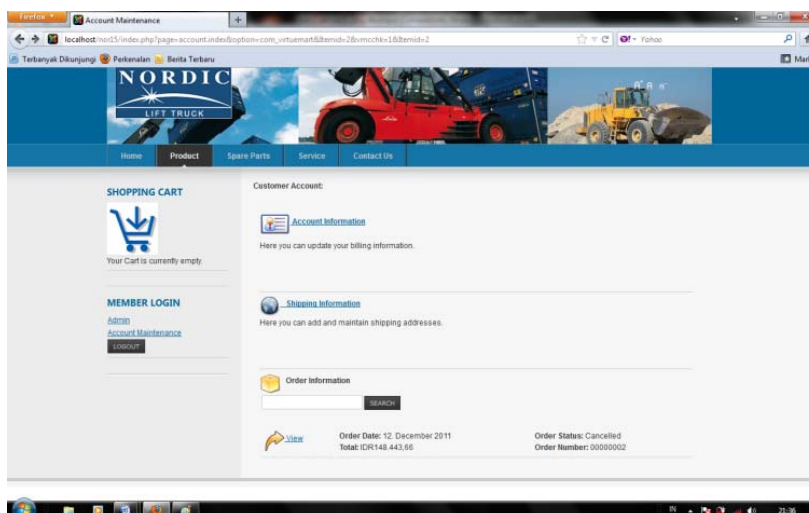 Firefox
Account Maintenance
localhost/nor15/index.php?page=account.index&option=com_virtuemart&Itemid=2&vmcchk=1&Itemid=2
Yahoo
Terbanyak Dikunjungi Perkenalan Berita Terbaru
NORDIC
LIFT TRUCK
Home Product Spare Parts Service Contact Us
SHOPPING CART
Your Cart is currently empty.
MEMBER LOGIN
Admin
Account Maintenance
LOGOUT
Customer Account:
Account Information
Here you can update your billing information.
Shipping Information
Here you can add and maintain shipping addresses.
Order Information
SEARCH
View
Order Date: 12. December 2011
Total: IDR148.443,66
Order Status: Cancelled
Order Number: 00000002
IN 21:36